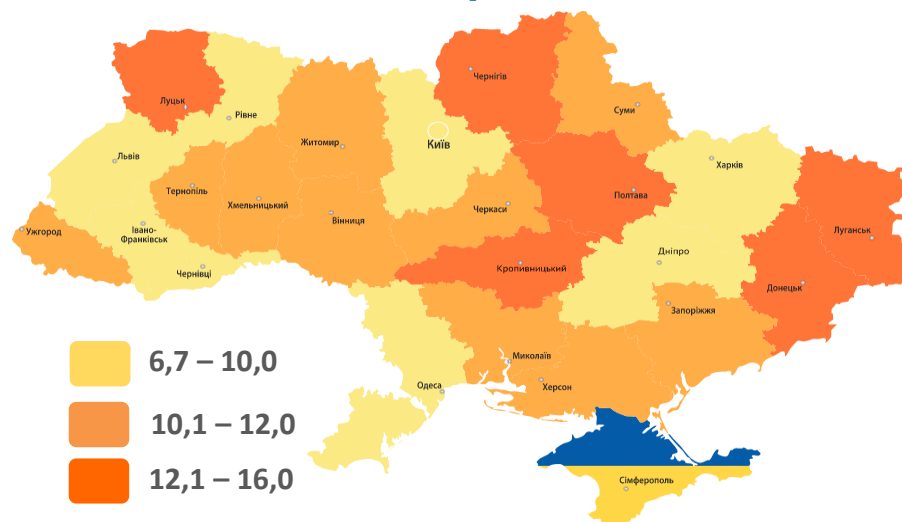 Чернігів
Луцьк
Суми
Рівне
Житомир
Київ
Львів
Харків
Тернопіль
Полтава
Хмельницький
Черкаси
Вінниця
Ужгород
Івано-
Франківськ
Луганськ
Дніпро
Чернівці
Кропивницький
Донецьк
Запоріжжя
Миколаїв
6,7 – 10,0
Одеса
Херсон
10,1 – 12,0
12,1 – 16,0
Сімферополь